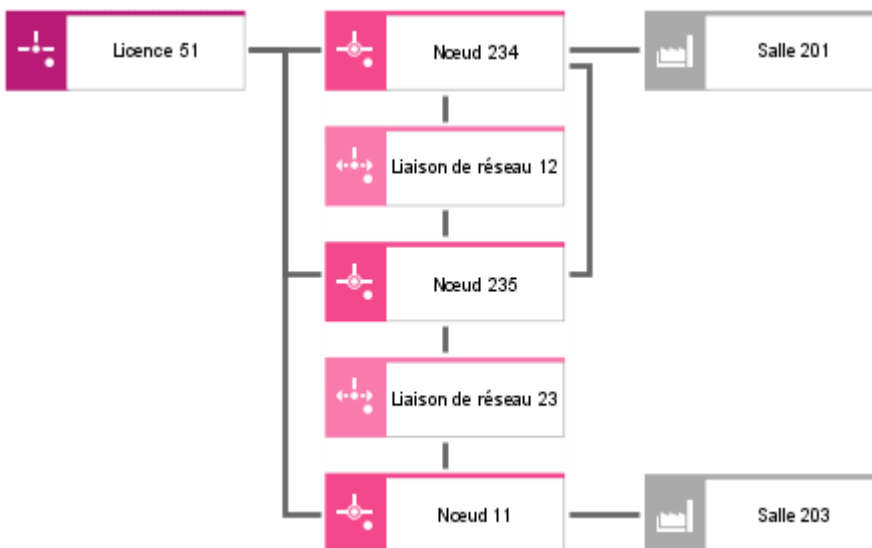 Licence 51
Nœud 234
Salle 201
Liaison de réseau 12
Nœud 235
Liaison de réseau 23
Nœud 11
Salle 203